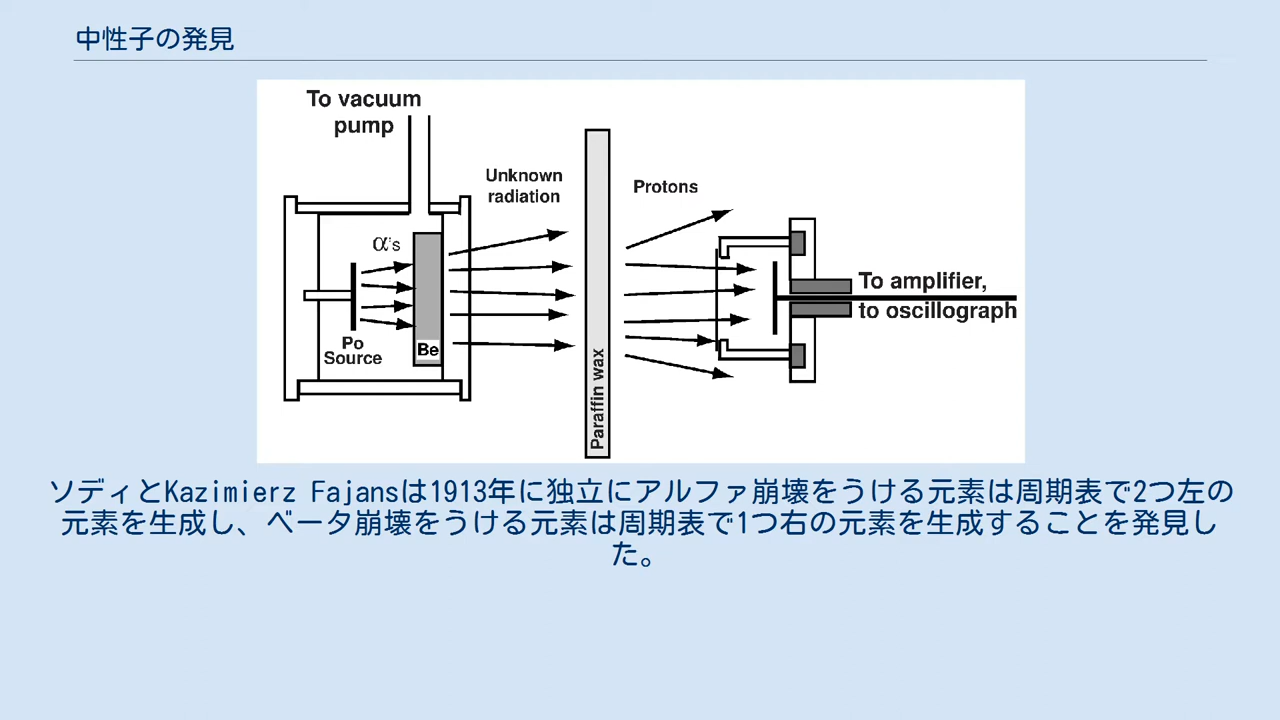 中性子の発見
To vacuum
pump
Unknown
radiation
Protons
α's
Po
Source
Be
Paraffin wax
To amplifier,
to oscillograph
ソディとKazimierz Fajansは1913年に独立にアルファ崩壊をうける元素は周期表で2つ左の
元素を生成し、ベータ崩壊をうける元素は周期表で1つ右の元素を生成することを発見し
た。